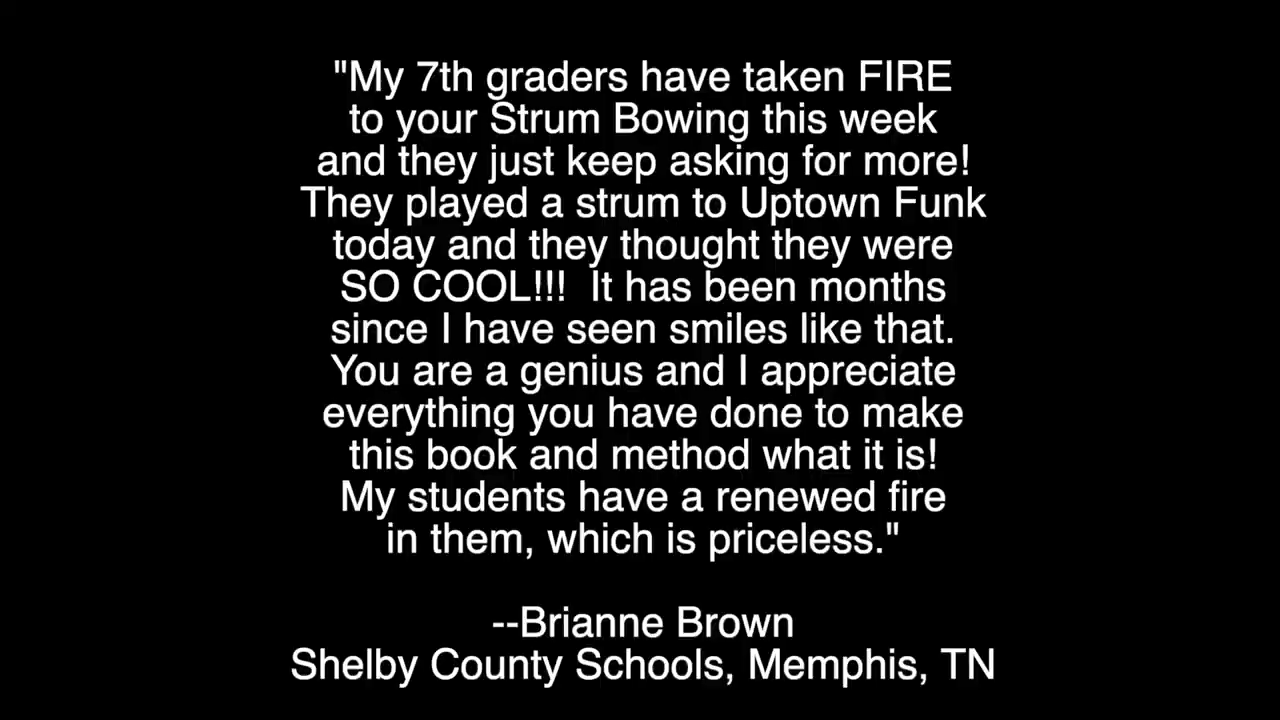 "My 7th graders have taken FIRE
to your Strum Bowing this week
and they just keep asking for more!
They played a strum to Uptown Funk
today and they thought they were
SO COOL!!!  It has been months
since I have seen smiles like that.
You are a genius and I appreciate
everything you have done to make
this book and method what it is!
My students have a renewed fire
in them, which is priceless."
--Brianne Brown
Shelby County Schools, Memphis, TN